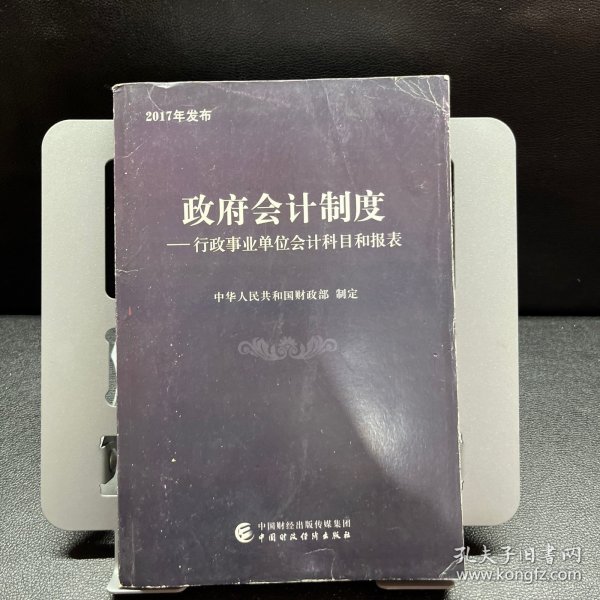 2017年发布
政府会计制度
——行政事业单位会计科目和报表
中华人民共和国财政部 制定
中国财经出版传媒集团
中国财政经济出版社
孔夫子旧书网
www.kongfz.com